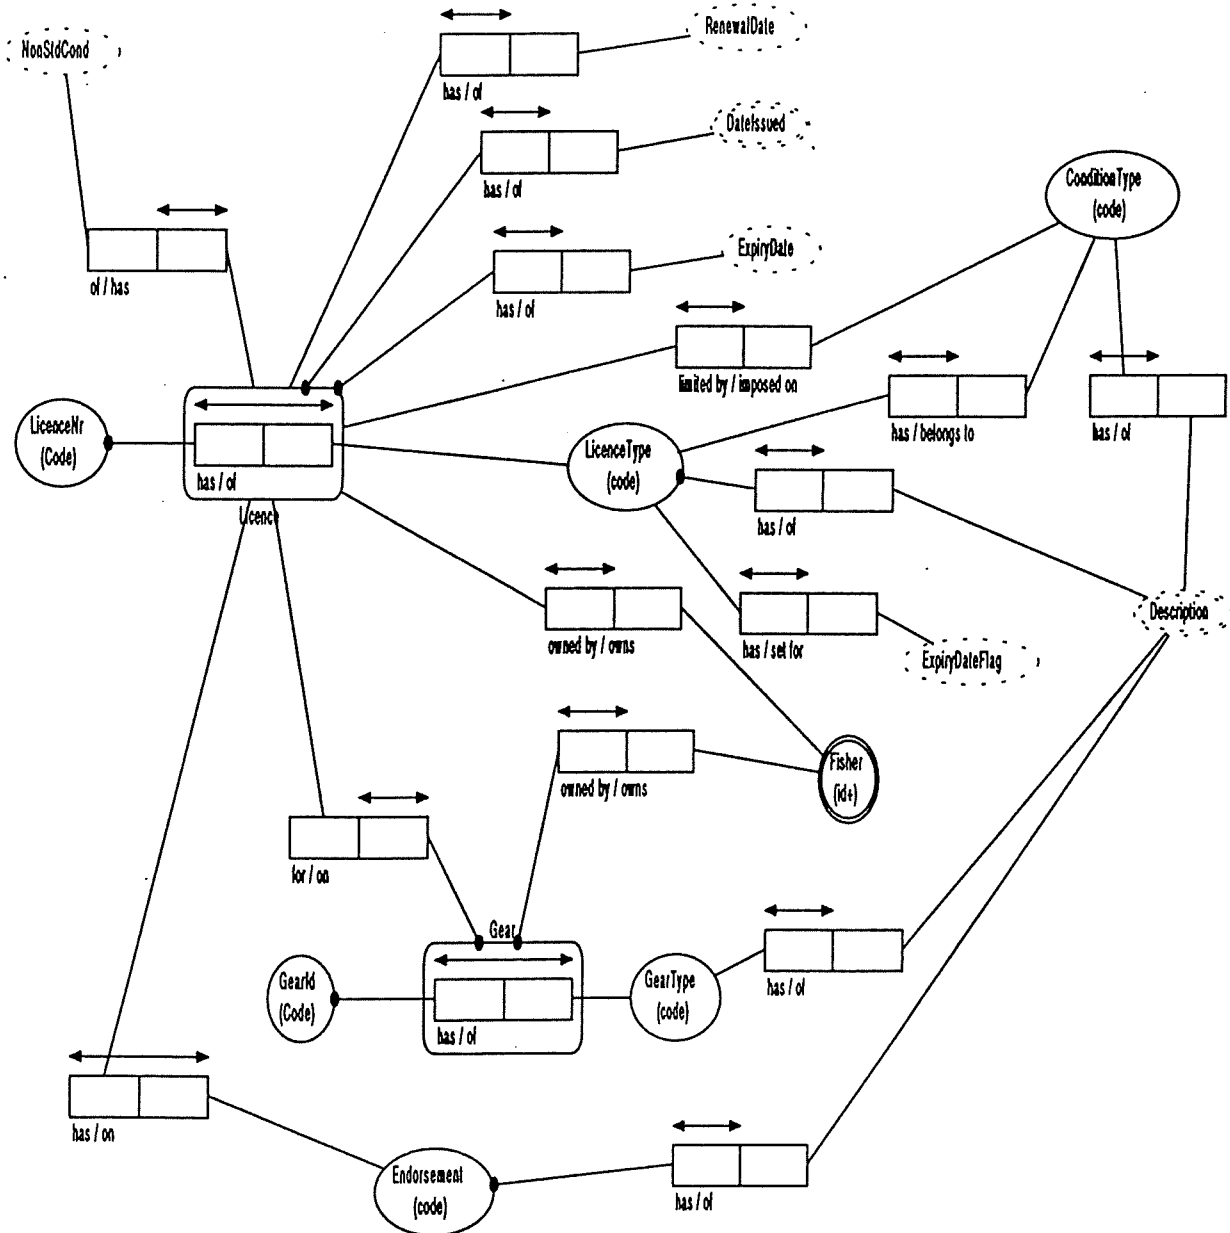 RenewalDate
NonStdCond
has / of
DateIssued
has / of
ConditionType
(code)
ExpiryDate
of / has
has / of
limited by / imposed on
LicenceNr
(Code)
has / belongs to
has / of
LicenceType
(code)
has / of
Licence
has / of
Description
owned by / owns
has / set for
ExpiryDateFlag
Fisher
(id+)
owned by / owns
for / on
Gear
GearId
(Code)
GearType
(code)
has / of
has / of
has / on
Endorsement
(code)
has / of